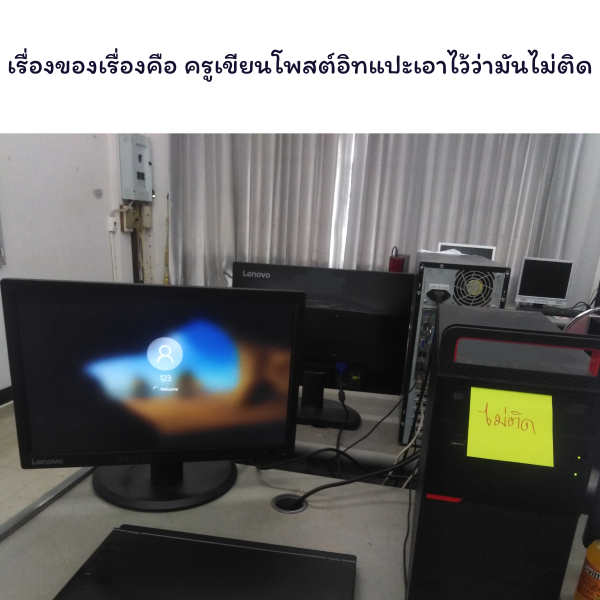 เรื่องของเรื่องคือ ครูเขียนโพสต์อิทแปะเอาไว้ว่ามันไม่ติด
Lenovo
123
Welcome
Lenovo
ไม่ติด